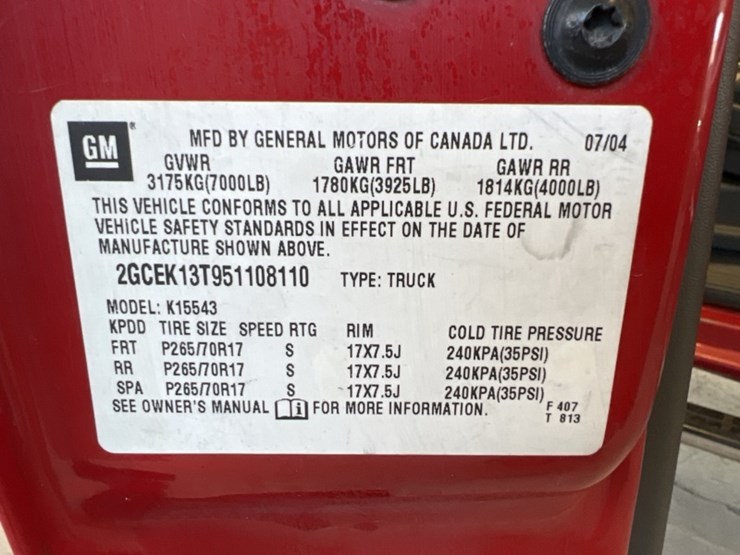 GM ®
MFD BY GENERAL MOTORS OF CANADA LTD. 07/04
GVWR GAWR FRT GAWR RR
3175KG(7000LB) 1780KG(3925LB) 1814KG(4000LB)
THIS VEHICLE CONFORMS TO ALL APPLICABLE U.S. FEDERAL MOTOR
VEHICLE SAFETY STANDARDS IN EFFECT ON THE DATE OF
MANUFACTURE SHOWN ABOVE.
2GCEK13T951108110 TYPE: TRUCK
MODEL: K15543
KPDD TIRE SIZE SPEED RTG RIM COLD TIRE PRESSURE
FRT P265/70R17 S 17X7.5J 240KPA(35PSI)
RR P265/70R17 S 17X7.5J 240KPA(35PSI)
SPA P265/70R17 S 17X7.5J 240KPA(35PSI)
SEE OWNER'S MANUAL i FOR MORE INFORMATION.
F 407
T 813